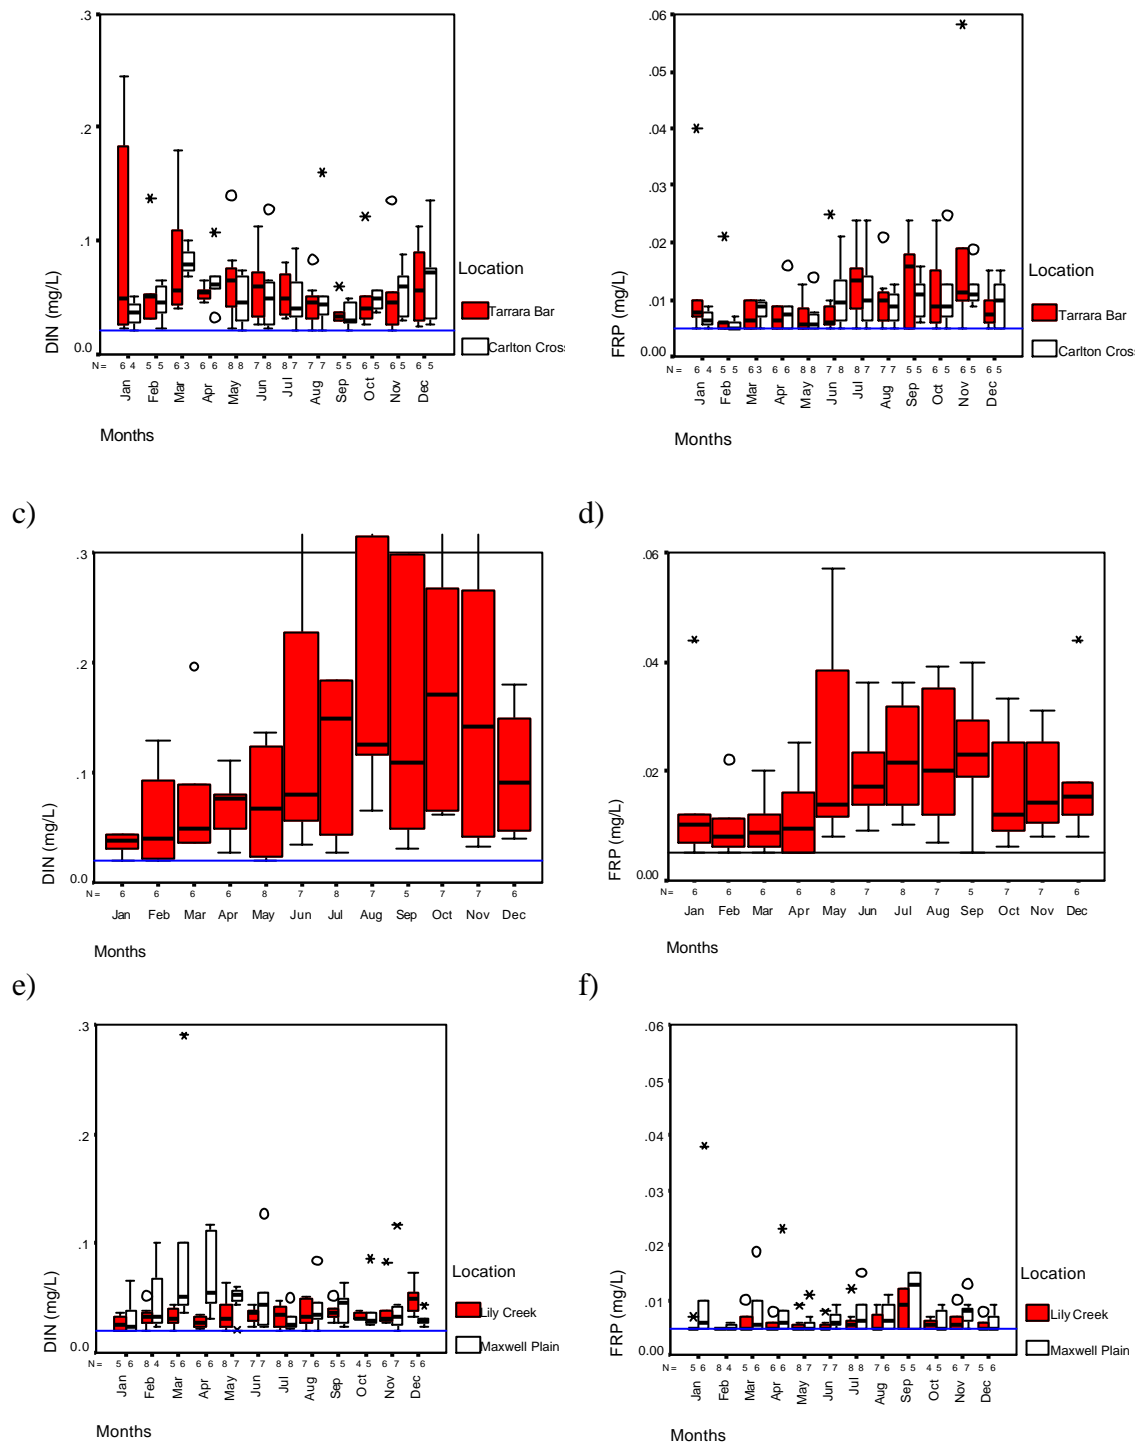 .3
.2
.1
0.0
DIN (mg/L)
N = 6 4 5 5 6 3 6 6 8 8 7 8 8 7 7 7 5 5 6 5 6 5 6 5
Jan Feb Mar Apr May Jun Jul Aug Sep Oct Nov Dec
Months
Location
Tarrara Bar
Carlton Cross
.06
.05
.04
.03
.02
.01
0.00
FRP (mg/L)
N = 6 4 5 5 6 3 6 6 8 8 7 8 8 7 7 7 5 5 6 5 6 5 6 5
Jan Feb Mar Apr May Jun Jul Aug Sep Oct Nov Dec
Months
Location
Tarrara Bar
Carlton Cross
c)
.3
.2
.1
0.0
DIN (mg/L)
N = 6 6 6 6 8 7 8 7 5 7 7 6
Jan Feb Mar Apr May Jun Jul Aug Sep Oct Nov Dec
Months
d)
.06
.04
.02
0.00
FRP (mg/L)
N = 6 6 6 6 8 7 8 7 5 7 7 6
Jan Feb Mar Apr May Jun Jul Aug Sep Oct Nov Dec
Months
e)
.3
.2
.1
0.0
DIN (mg/L)
N = 5 6 8 4 5 6 6 6 8 7 7 7 8 8 7 6 5 5 4 5 6 7 5 6
Jan Feb Mar Apr May Jun Jul Aug Sep Oct Nov Dec
Months
Location
Lily Creek
Maxwell Plain
f)
.06
.05
.04
.03
.02
.01
0.00
FRP (mg/L)
N = 5 6 8 4 5 6 6 6 8 7 7 7 8 8 7 6 5 5 4 5 6 7 5 6
Jan Feb Mar Apr May Jun Jul Aug Sep Oct Nov Dec
Months
Location
Lily Creek
Maxwell Plain